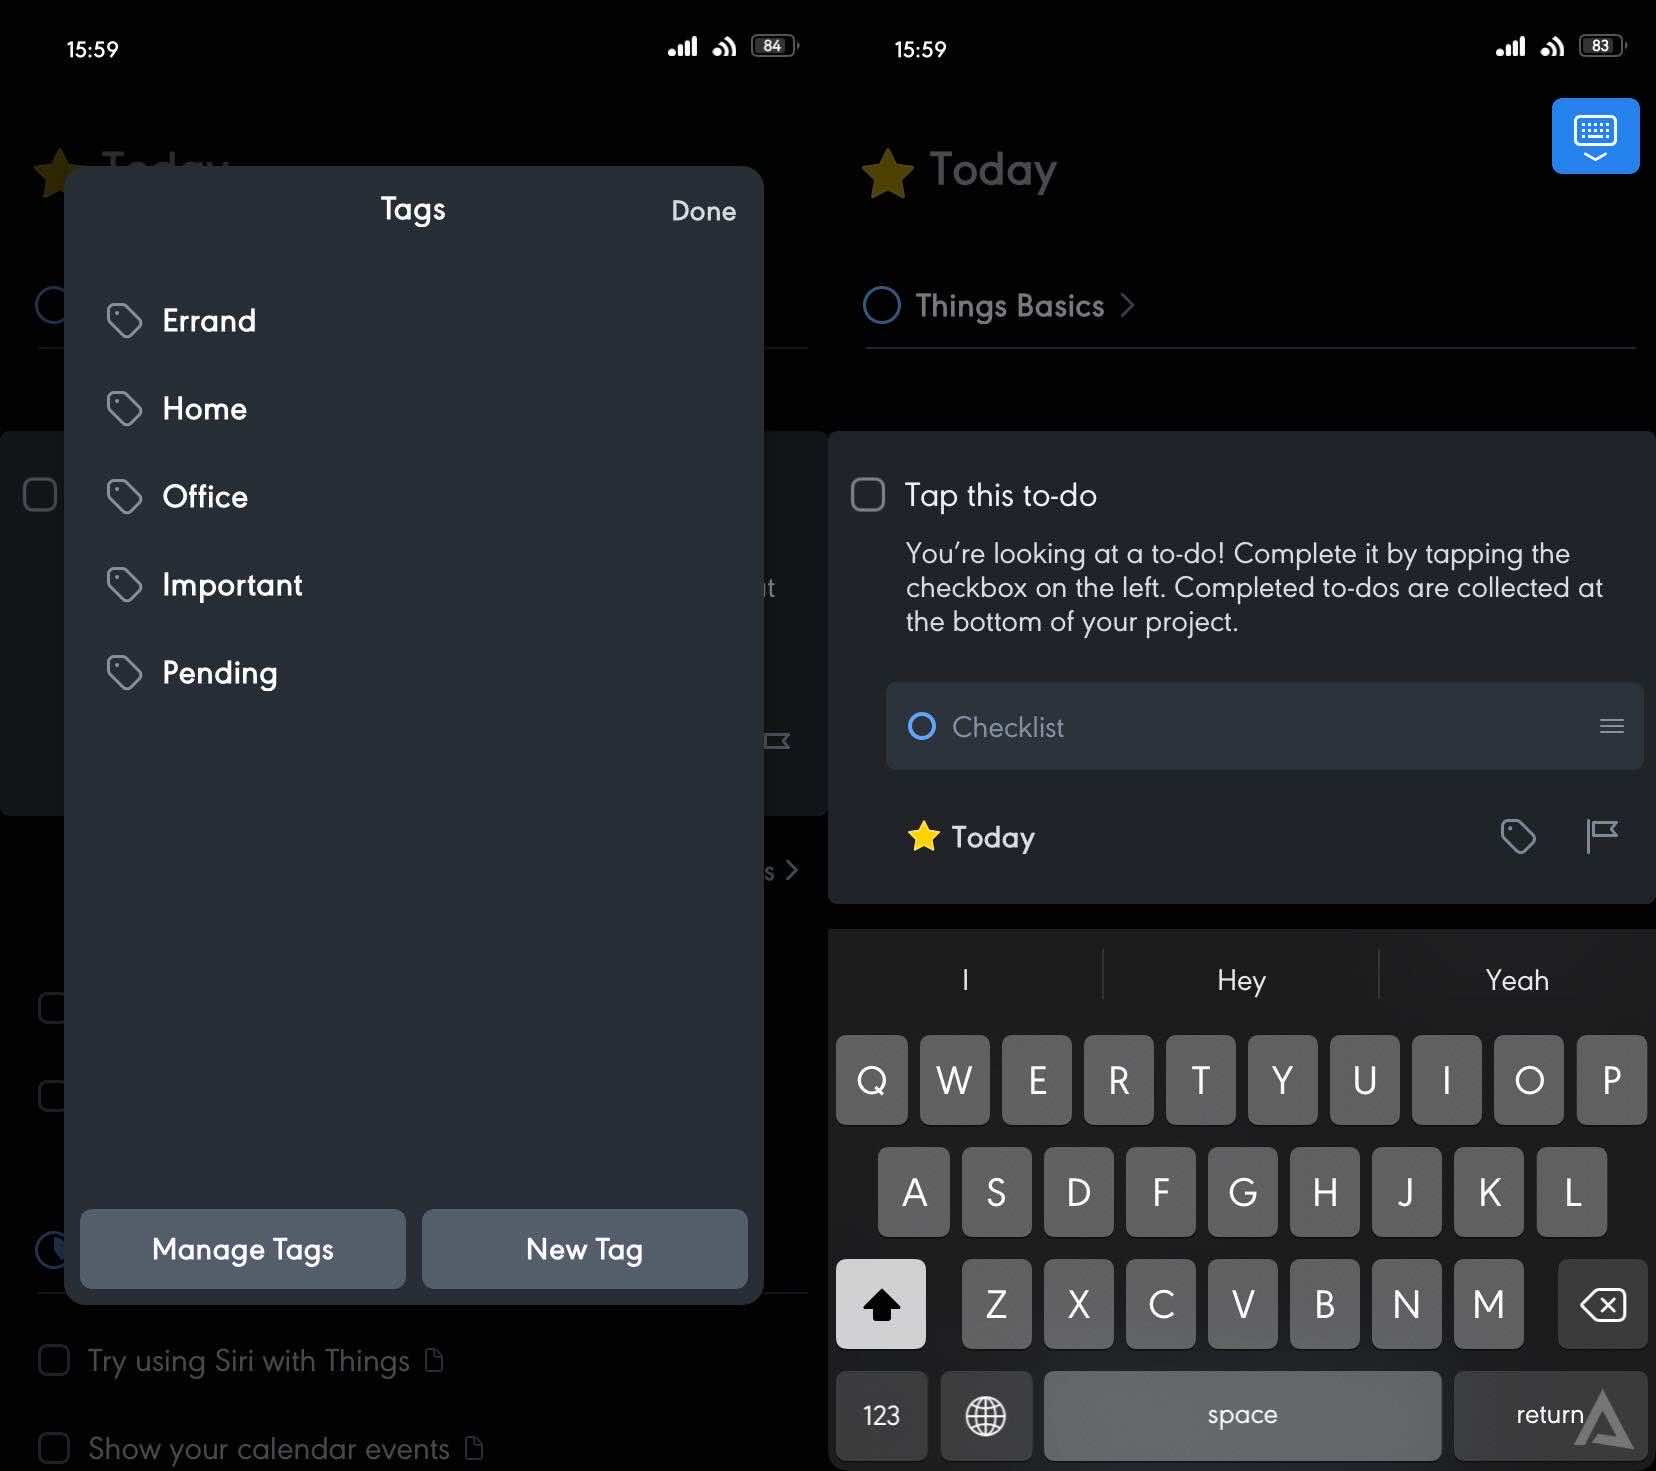 15:59
84
Today
Tags
Done
Errand
Home
Office
Important
Pending
s
Manage Tags
New Tag
Try using Siri with Things
Show your calendar events
15:59
83
Today
Things Basics
Tap this to-do
You're looking at a to-do! Complete it by tapping the
checkbox on the left. Completed to-dos are collected at
the bottom of your project.
Checklist
Today
I Hey Yeah
Q W E R T Y U I O P
A S D F G H J K L
Z X C V B N M
123 space return